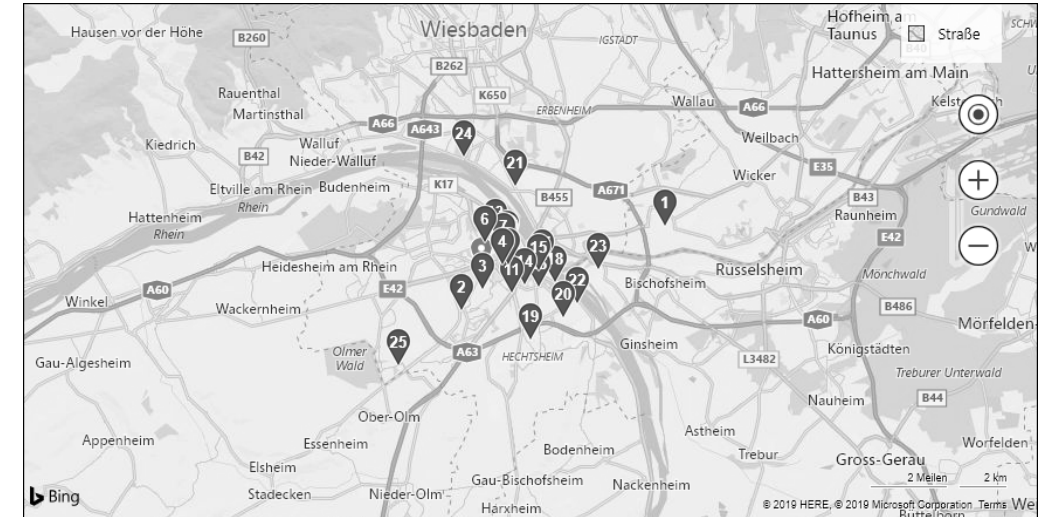 Hausen vor der Höhe
B260
Wiesbaden
IGSTADT
Hofheim am
Taunus
B40
Straße
B262
Hattersheim am Main
Rauenthal
K650
Martinsthal
ERBENHEIM
Wallau
A66
A66
A643
24
Weilbach
Kiedrich
Walluf
B42
Nieder-Walluf
21
E35
Wicker
K17
Eltville am Rhein
Budenheim
B455
A671
1
B43
Rhein
Raunheim
Gundwald
Hattenheim
Rhein
6
E42
4
15
23
Heidesheim am Rhein
3
11
14
18
Rüsselsheim
Mönchwald
Bischofsheim
Winkel
A60
E42
2
22
20
B486
Wackernheim
19
A60
Mörfelden-
25
Olmer
Wald
A63
HECHTSHEIM
Ginsheim
Königstädten
Gau-Algesheim
L3482
Treburer Unterwald
Nauheim
B44
Ober-Olm
Appenheim
Essenheim
Astheim
Worfelden
Bodenheim
Trebur
Gross-Gerau
Elsheim
Gau-Bischofsheim
Nackenheim
2 Meilen
2 km
Bing
Stadecken
Nieder-Olm
Harxheim
© 2019 HERE, © 2019 Microsoft Corporation Terms
Büttelborn